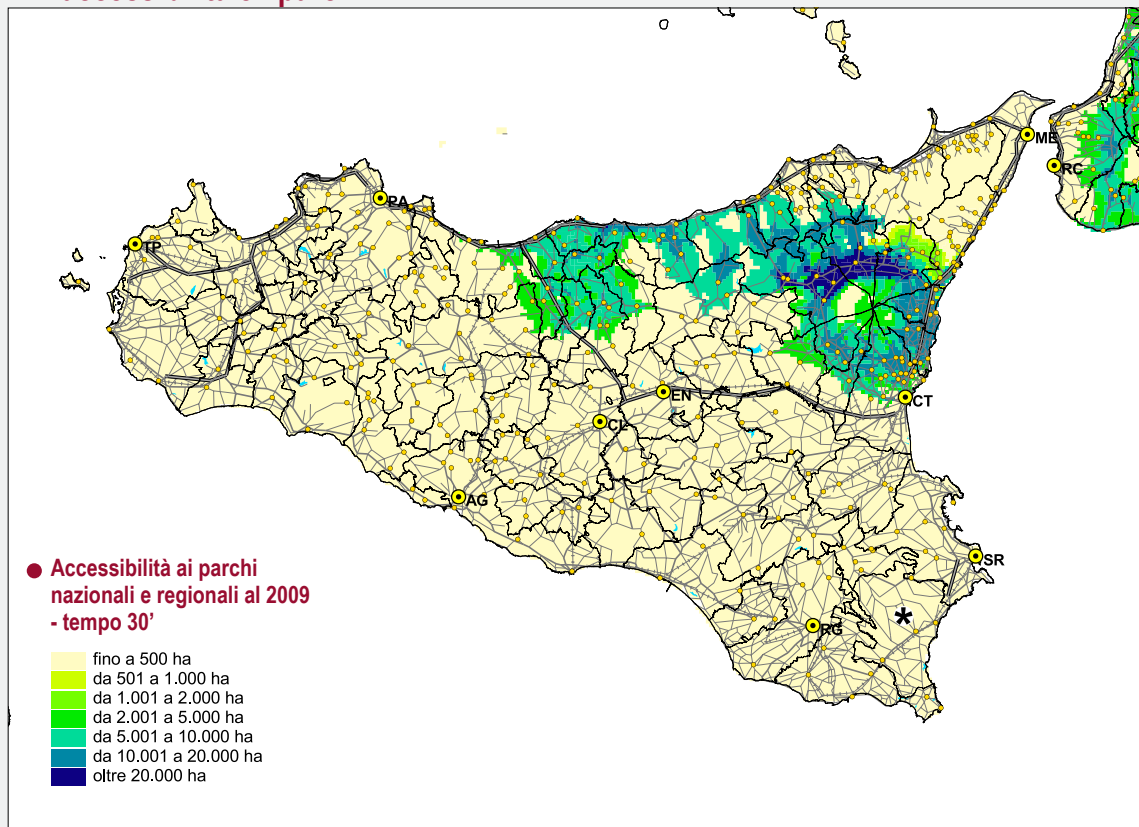 ME
RC
PA
TP
EN
CT
CL
AG
SR
RG
*
Accessibilità ai parchi
nazionali e regionali al 2009
- tempo 30’
fino a 500 ha
da 501 a 1.000 ha
da 1.001 a 2.000 ha
da 2.001 a 5.000 ha
da 5.001 a 10.000 ha
da 10.001 a 20.000 ha
oltre 20.000 ha